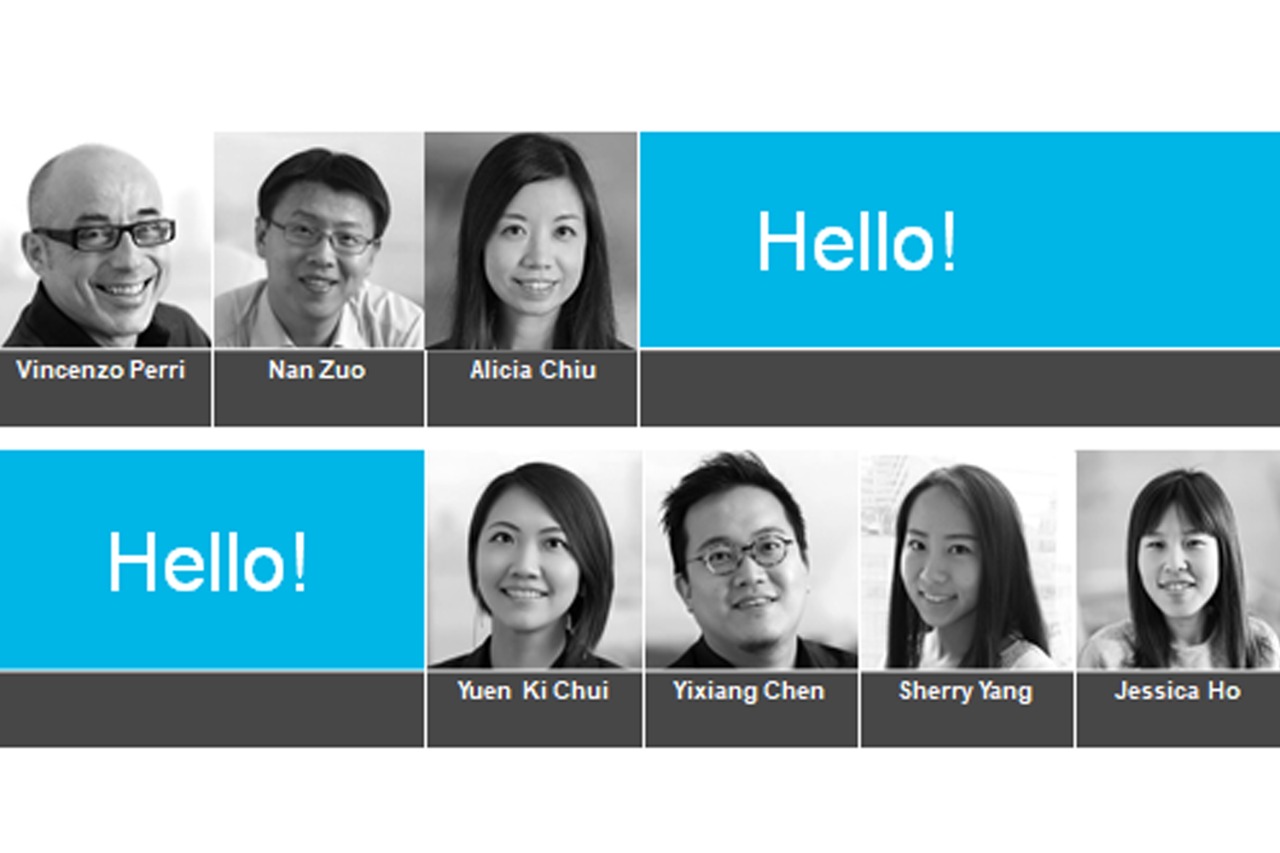 Hello!
Vincenzo Perri
Nan Zuo
Alicia Chiu
Hello!
Yuen Ki Chui
Yixiang Chen
Sherry Yang
Jessica Ho